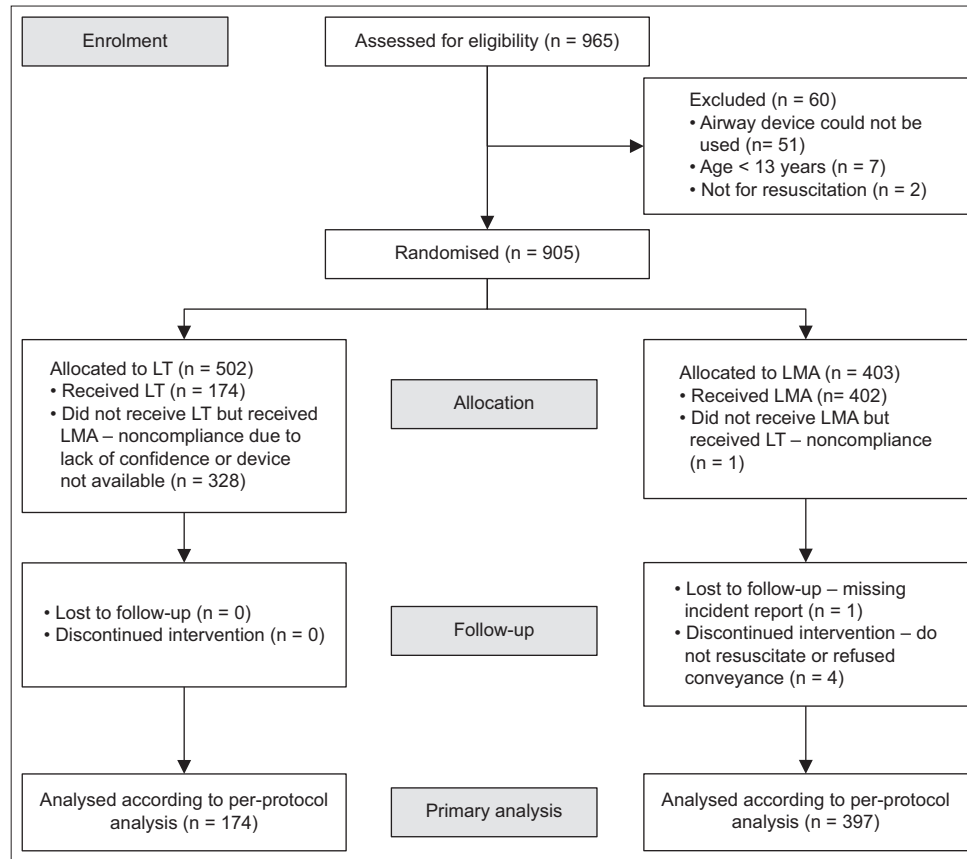 Enrolment
Assessed for eligibility (n = 965)
Excluded (n = 60)
• Airway device could not be
used (n= 51)
• Age < 13 years (n = 7)
• Not for resuscitation (n = 2)
Randomised (n = 905)
Allocated to LT (n = 502)
• Received LT (n = 174)
• Did not receive LT but received
LMA – noncompliance due to
lack of confidence or device
not available (n = 328)
Allocation
Allocated to LMA (n = 403)
• Received LMA (n= 402)
• Did not receive LMA but
received LT – noncompliance
(n = 1)
• Lost to follow-up (n = 0)
• Discontinued intervention (n = 0)
Follow-up
• Lost to follow-up – missing
incident report (n = 1)
• Discontinued intervention – do
not resuscitate or refused
conveyance (n = 4)
Analysed according to per-protocol
analysis (n = 174)
Primary analysis
Analysed according to per-protocol
analysis (n = 397)